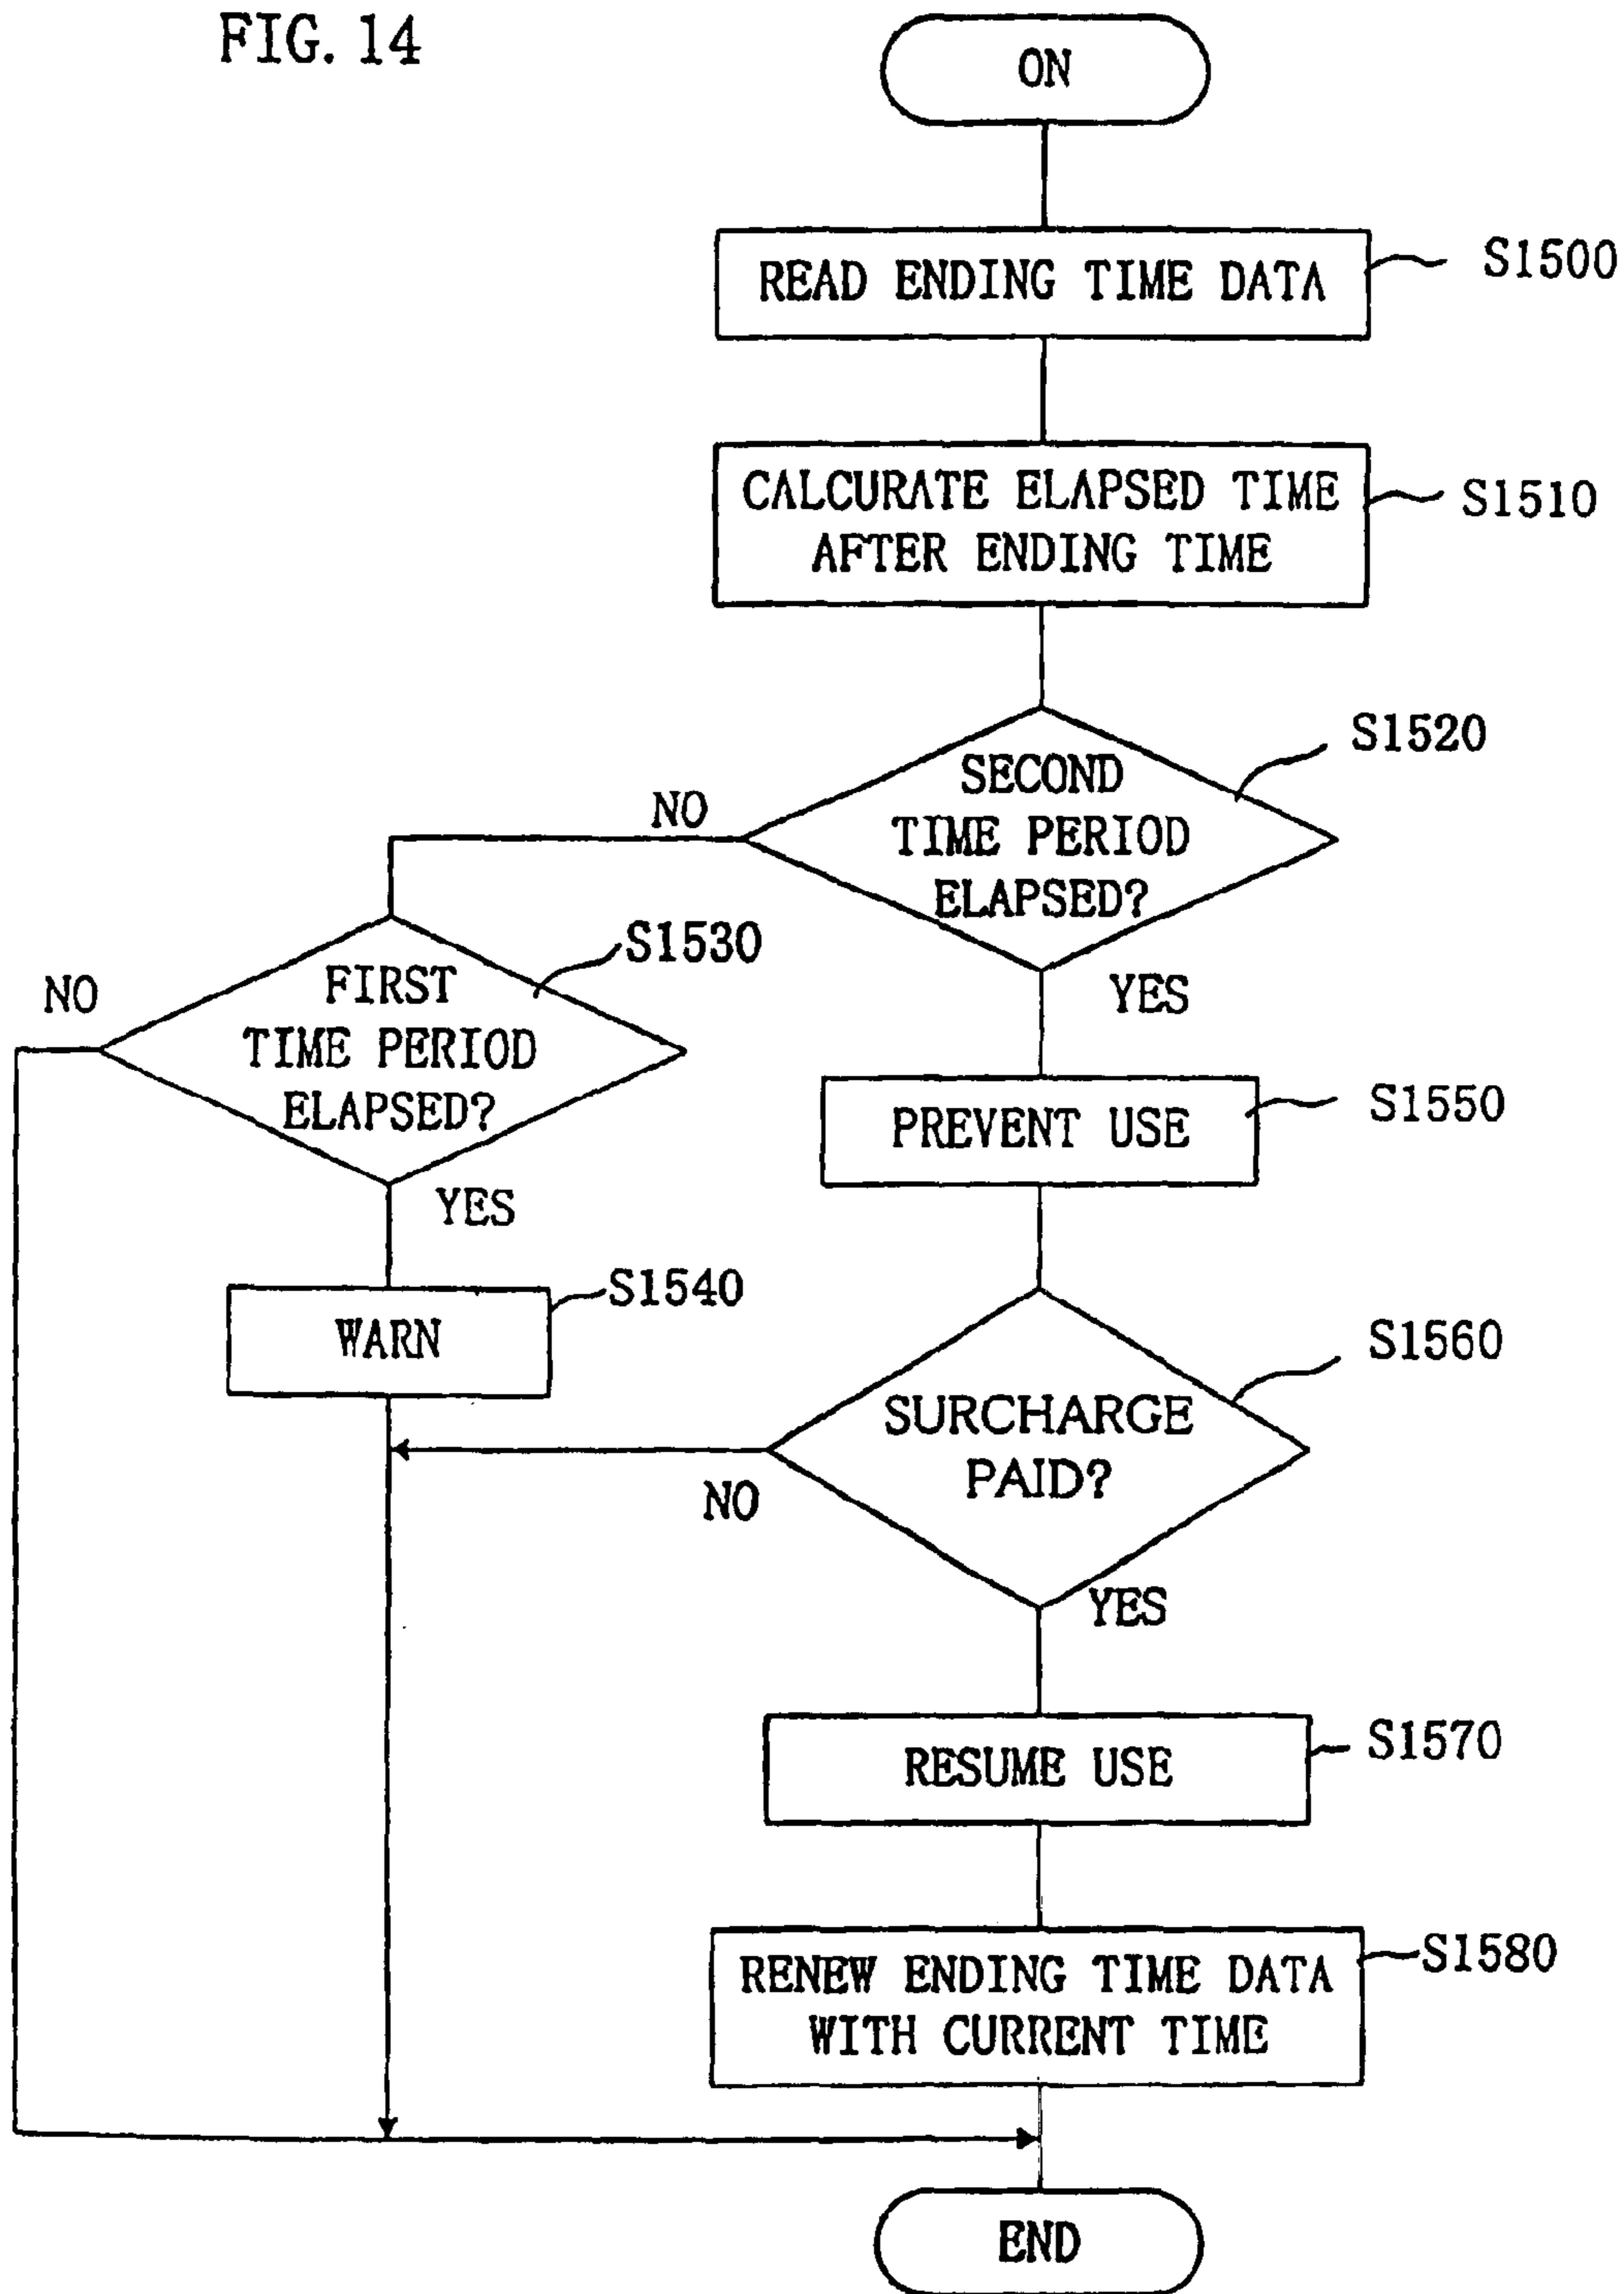 FIG. 14
ON
READ ENDING TIME DATA
S1500
CALCURATE ELAPSED TIME
AFTER ENDING TIME
S1510
SECOND
TIME PERIOD
ELAPSED?
S1520
NO
YES
FIRST
TIME PERIOD
ELAPSED?
S1530
NO
YES
PREVENT USE
S1550
WARN
S1540
SURCHARGE
PAID?
S1560
NO
YES
RESUME USE
S1570
RENEW ENDING TIME DATA
WITH CURRENT TIME
S1580
END